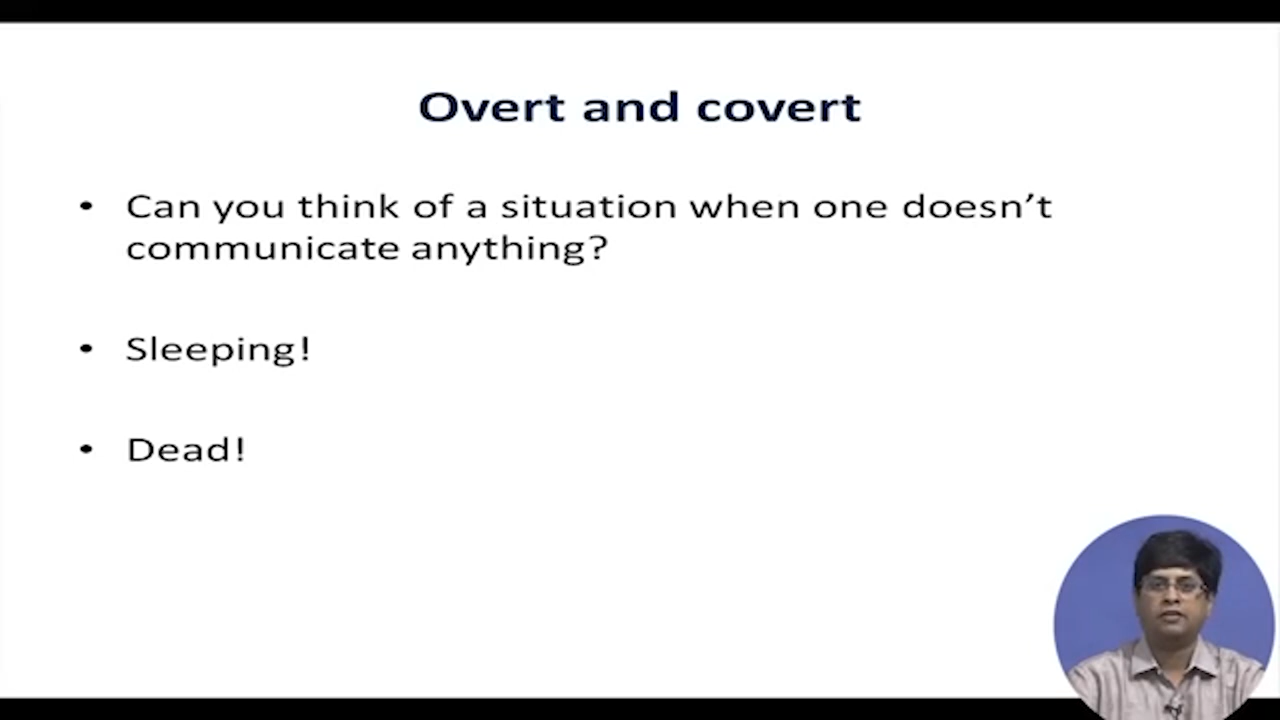 Overt and covert
• Can you think of a situation when one doesn’t
communicate anything?
• Sleeping!
• Dead!